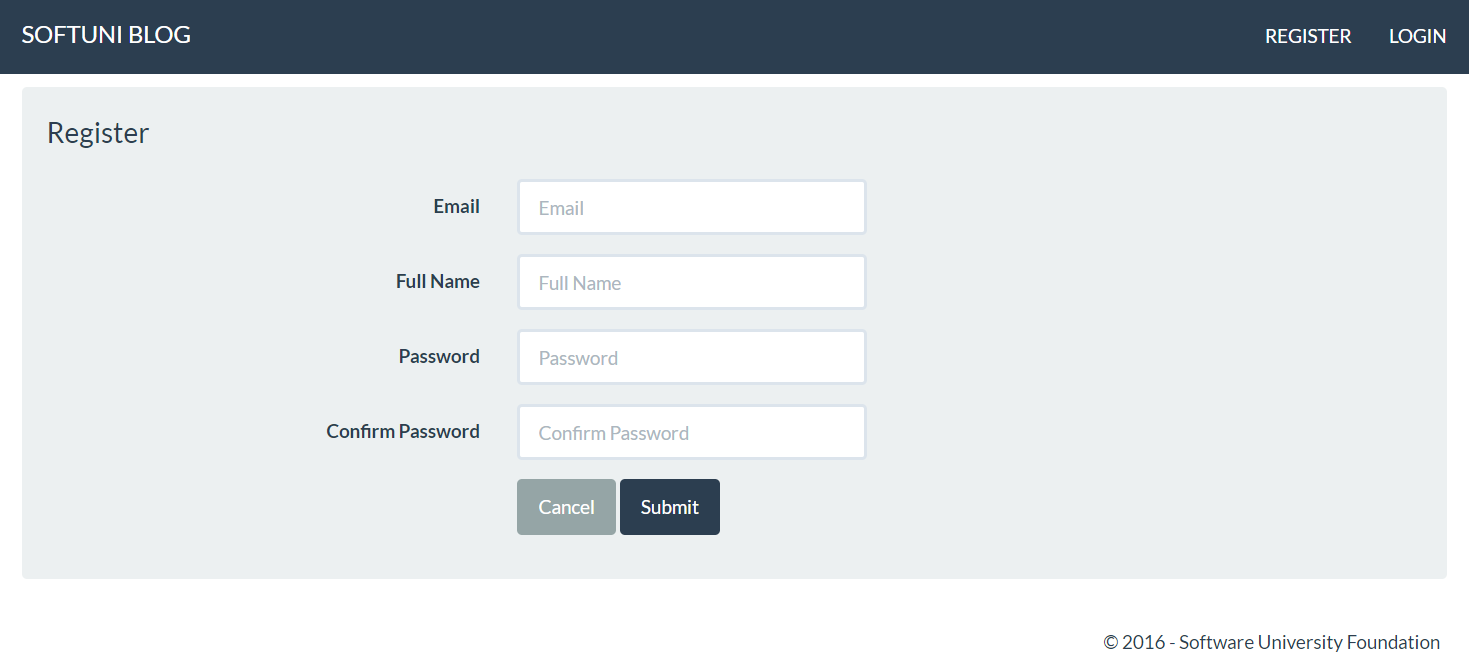 SOFTUNI BLOG
REGISTER LOGIN
Register
Email Email
Full Name Full Name
Password Password
Confirm Password Confirm Password
Cancel Submit
© 2016 - Software University Foundation